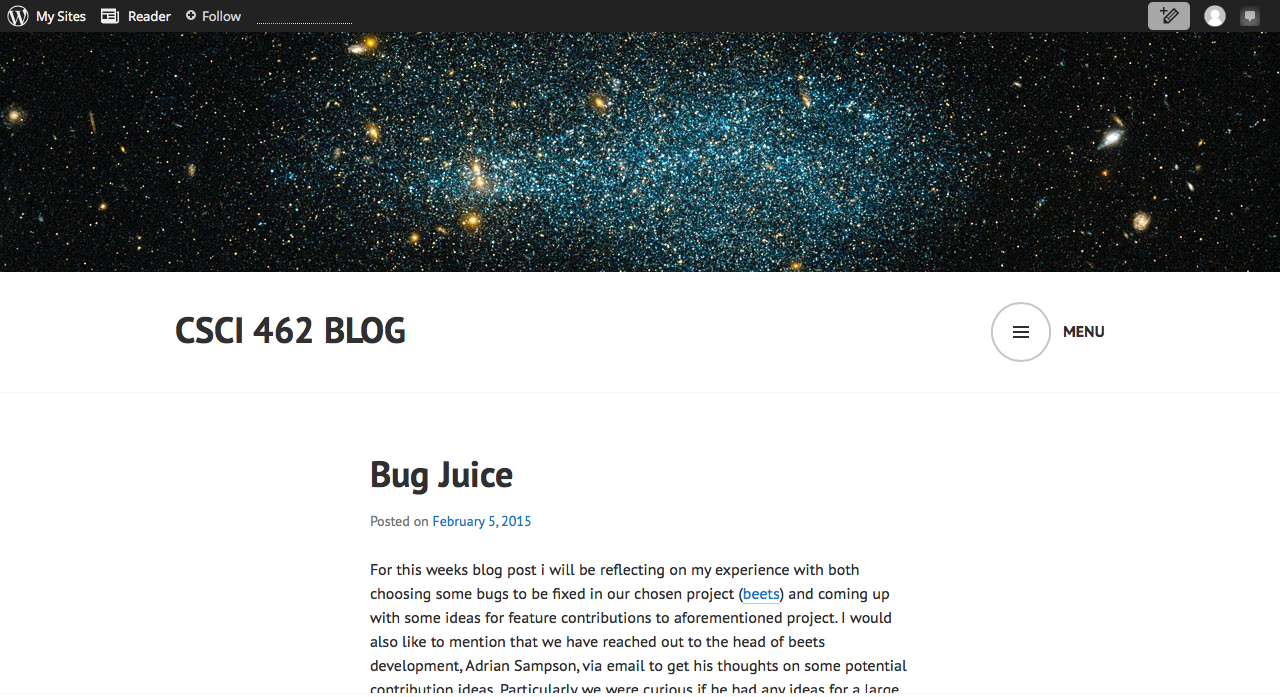 My Sites Reader Follow
CSCI 462 BLOG
MENU
Bug Juice
Posted on February 5, 2015
For this weeks blog post i will be reflecting on my experience with both
choosing some bugs to be fixed in our chosen project (beets) and coming up
with some ideas for feature contributions to aforementioned project. I would
also like to mention that we have reached out to the head of beets
development, Adrian Sampson, via email to get his thoughts on some potential
contribution ideas. Particularly we were curious if he had any ideas for a large